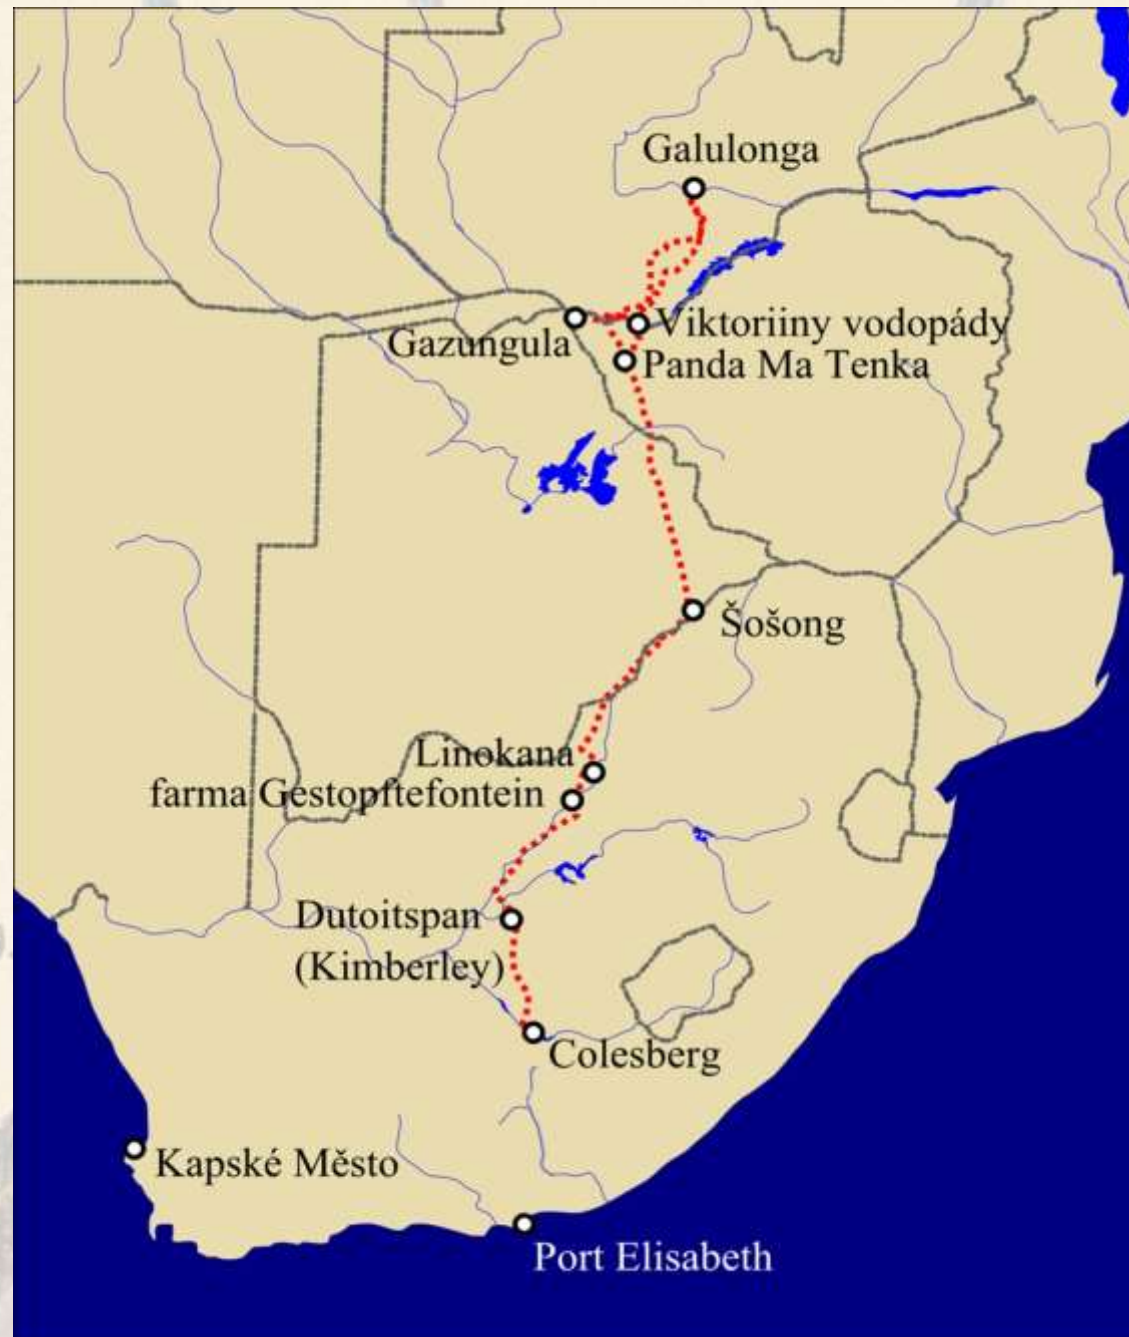 Galulonga
Viktoriiny vodopády
Gazungula
Panda Ma Tenka
Šošong
Linokana
farma Gestopftefontein
Dutoitspan
(Kimberley)
Colesberg
Kapské Město
Port Elisabeth